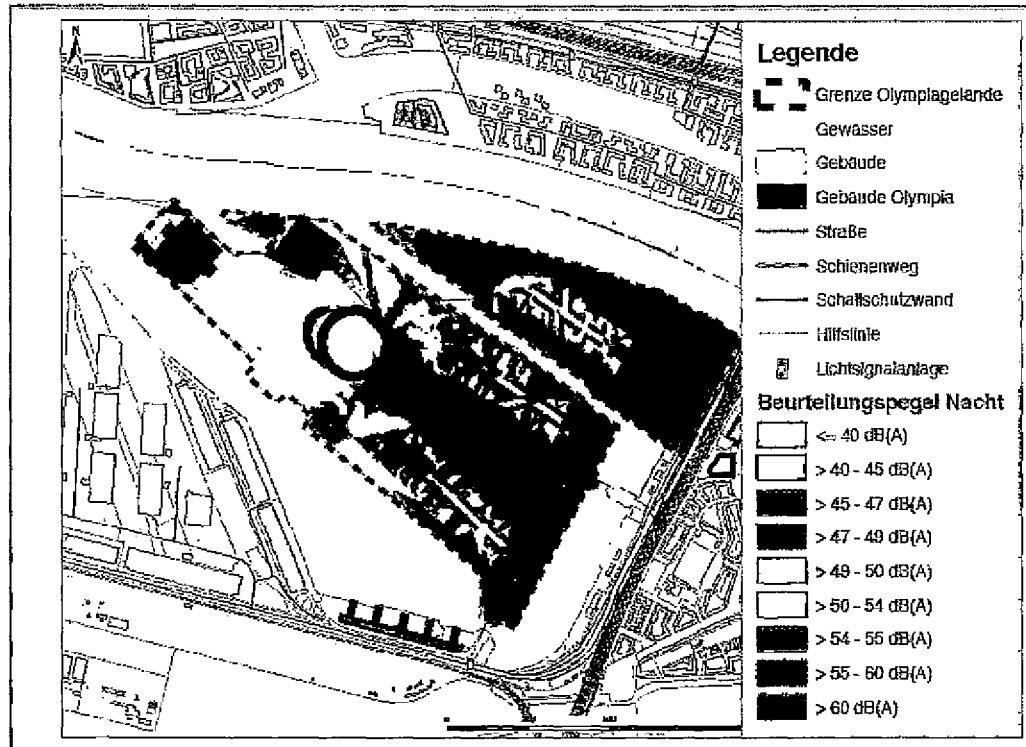 N
Legende
Grenze Olympiagelände
Gewässer
Gebäude
Gebäude Olympia
Straße
Schienenweg
Schallschutzwand
Hilfslinie
Lichtsignalanlage
Beurteilungspegel Nacht
<= 40 dB(A)
> 40 - 45 dB(A)
> 45 - 47 dB(A)
> 47 - 49 dB(A)
> 49 - 50 dB(A)
> 50 - 54 dB(A)
> 54 - 55 dB(A)
> 55 - 60 dB(A)
> 60 dB(A)